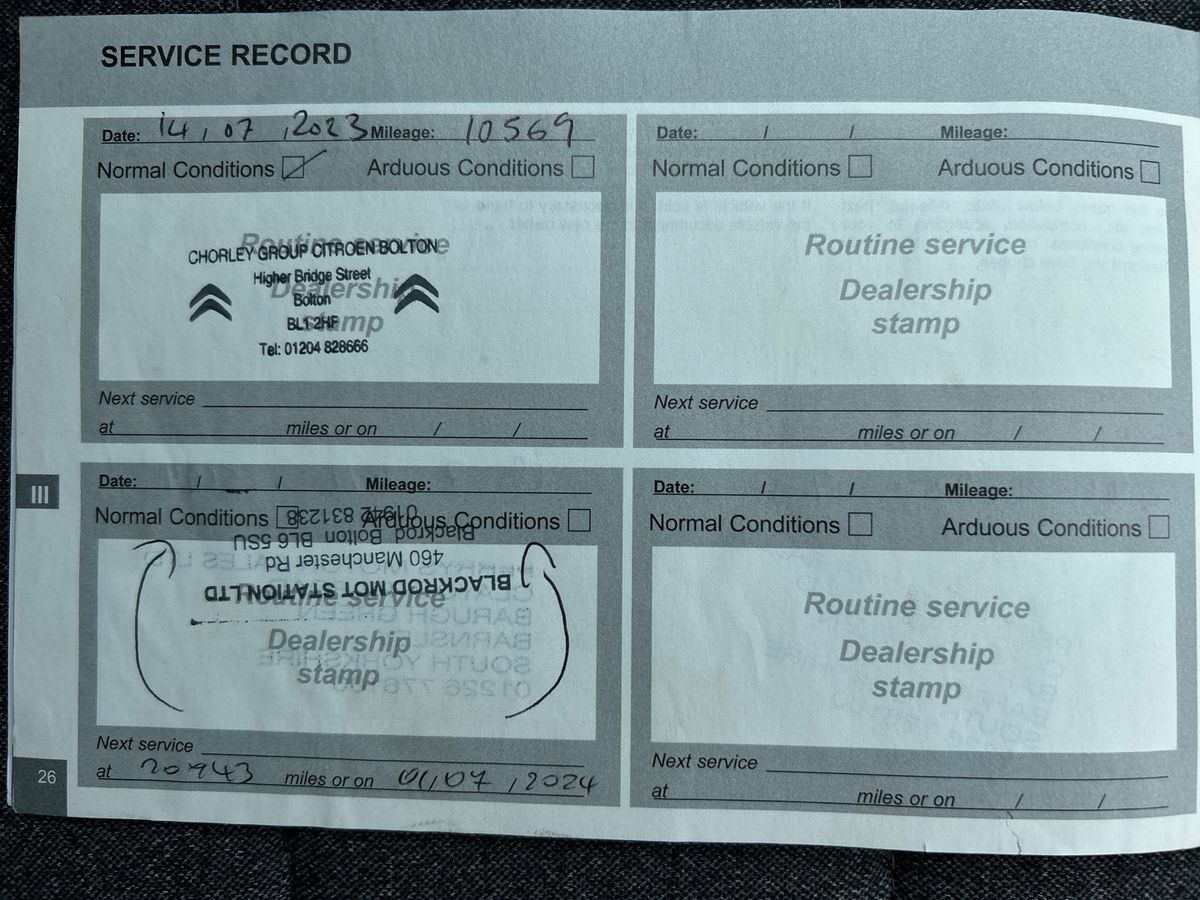 SERVICE RECORD
Date: 14 / 07 / 2023 Mileage: 10569
Normal Conditions Arduous Conditions
Routine service
Dealership
stamp
CHORLEY GROUP CITROEN BOLTON
Higher Bridge Street
Bolton
BL1 2HF
Tel: 01204 828666
Next service
at miles or on / /
Date: / / Mileage:
Normal Conditions Arduous Conditions
Routine service
Dealership
stamp
Next service
at miles or on / /
III
Date: / / Mileage:
Normal Conditions Arduous Conditions
Routine service
Dealership
stamp
BLACKROD MOT STATION LTD
460 Manchester Rd
Blackrod Bolton BL6 5SU
01942 831238
Next service
at 20943 miles or on 01/07/2024
Date: / / Mileage:
Normal Conditions Arduous Conditions
Routine service
Dealership
stamp
Next service
at miles or on / /
26